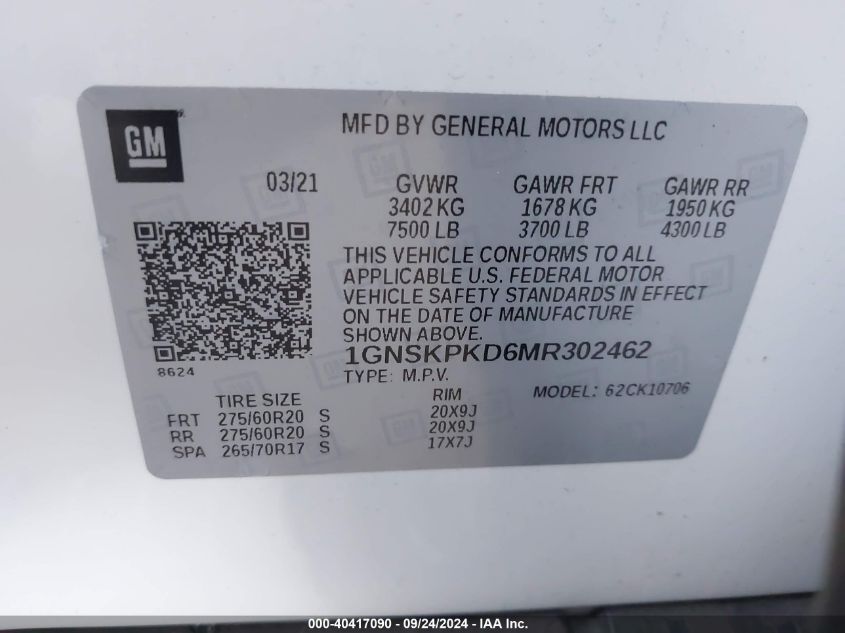 GM
MFD BY GENERAL MOTORS LLC
03/21 GVWR GAWR FRT GAWR RR
3402 KG 1678 KG 1950 KG
7500 LB 3700 LB 4300 LB
THIS VEHICLE CONFORMS TO ALL
APPLICABLE U.S. FEDERAL MOTOR
VEHICLE SAFETY STANDARDS IN EFFECT
ON THE DATE OF MANUFACTURE
SHOWN ABOVE.
1GNSKPKD6MR302462
8624
TYPE: M.P.V. MODEL: 62CK10706
TIRE SIZE RIM
FRT 275/60R20 S 20X9J
RR 275/60R20 S 20X9J
SPA 265/70R17 S 17X7J
000-40417090 - 09/24/2024 - IAA Inc.